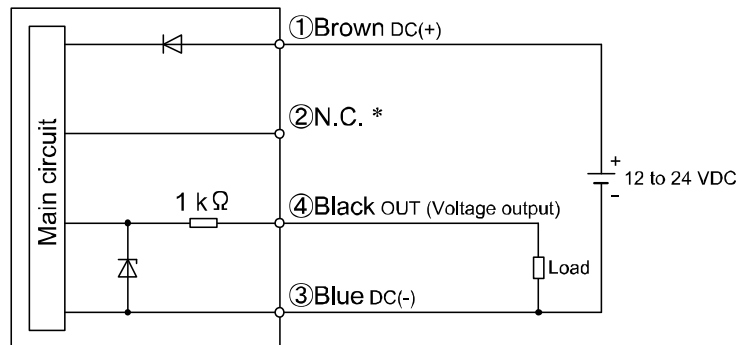 ①Brown DC(+)
②N.C. *
Main circuit
+
12 to 24 VDC
−
1 kΩ
④Black OUT (Voltage output)
Load
③Blue DC(-)